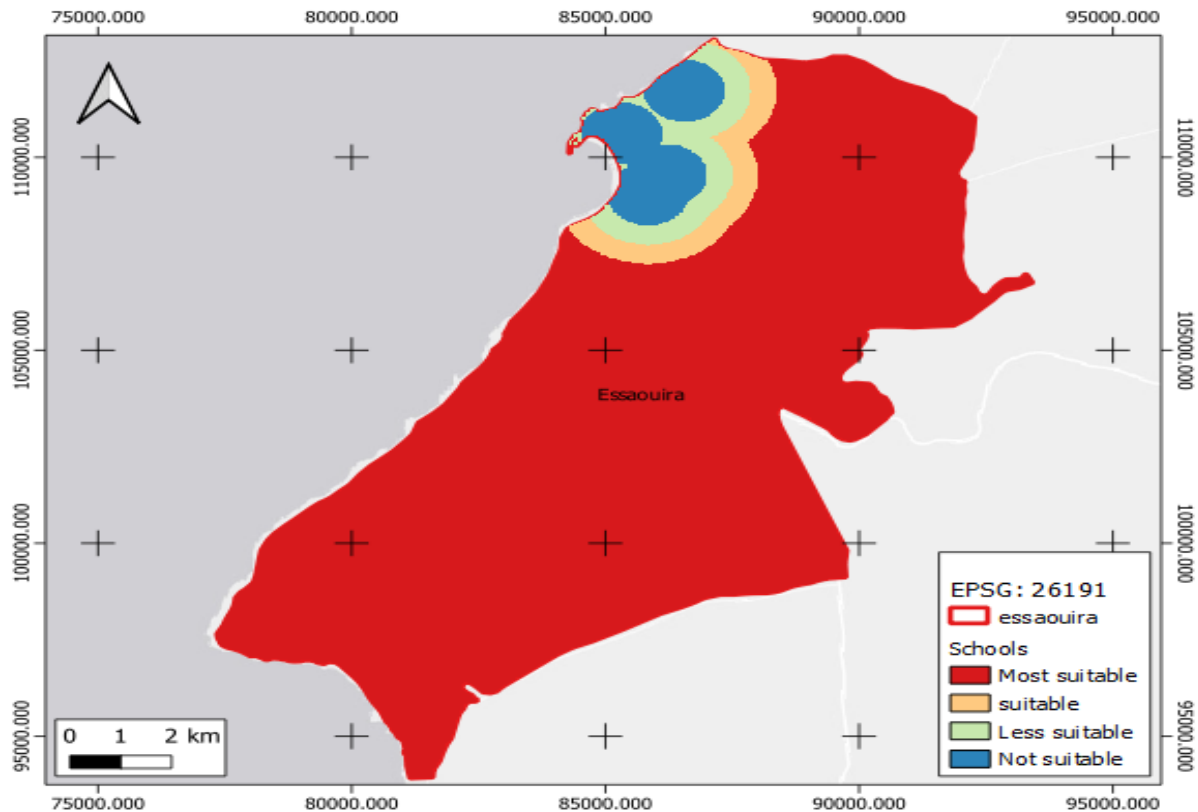 75000.000 80000.000 85000.000 90000.000 95000.000
110000.000 110000.000
105000.000 105000.000
Essaouira
100000.000 100000.000
EPSG: 26191
essaouira
Schools
Most suitable
suitable
Less suitable
Not suitable
95000.000 95000.000
0 1 2 km
75000.000 80000.000 85000.000 90000.000 95000.000